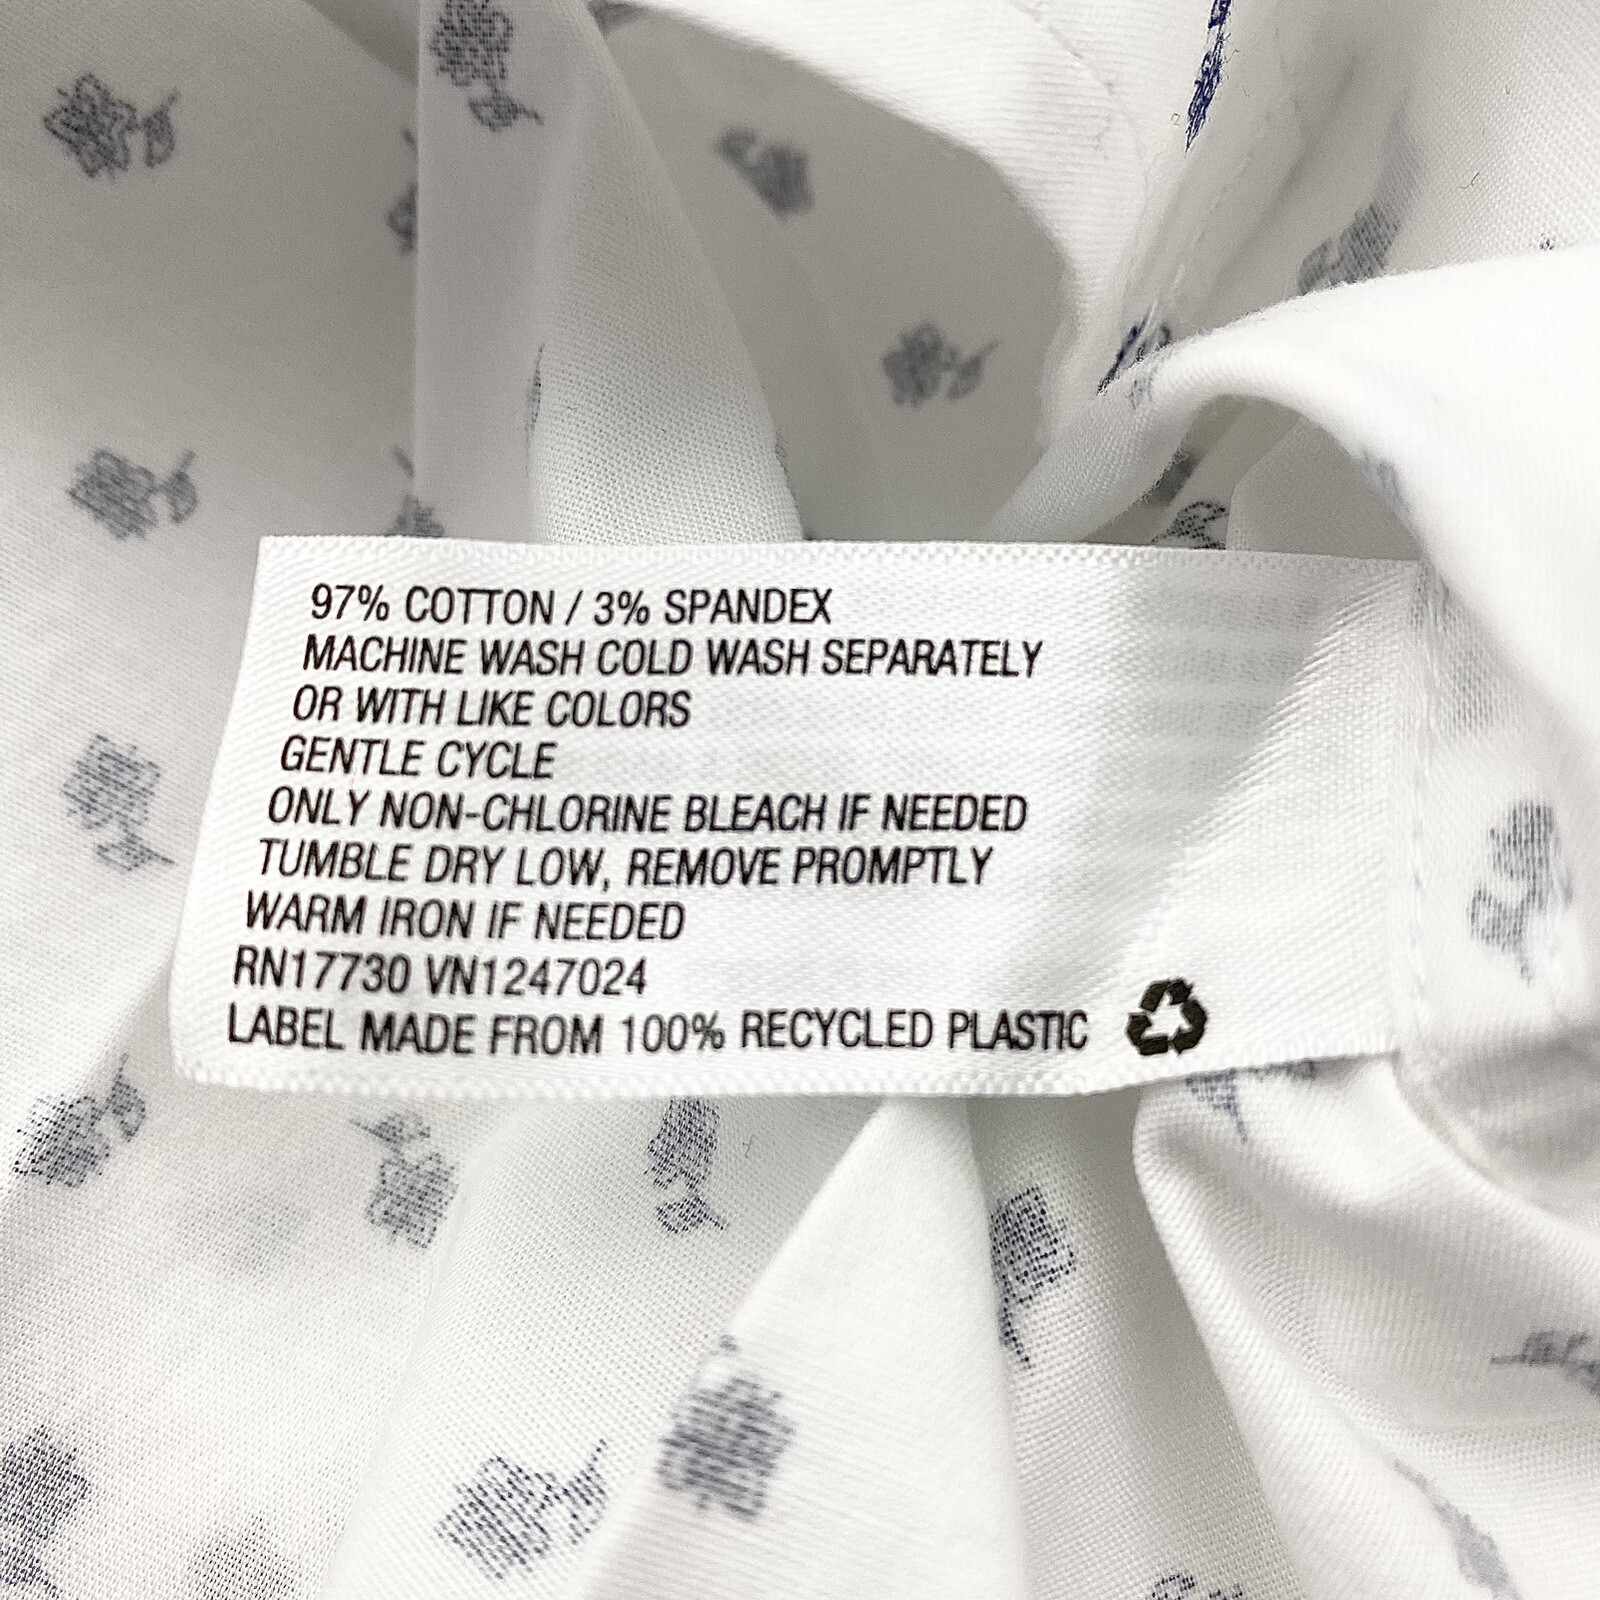 97% COTTON / 3% SPANDEX
MACHINE WASH COLD WASH SEPARATELY
OR WITH LIKE COLORS
GENTLE CYCLE
ONLY NON-CHLORINE BLEACH IF NEEDED
TUMBLE DRY LOW, REMOVE PROMPTLY
WARM IRON IF NEEDED
RN17730 VN1247024
LABEL MADE FROM 100% RECYCLED PLASTIC